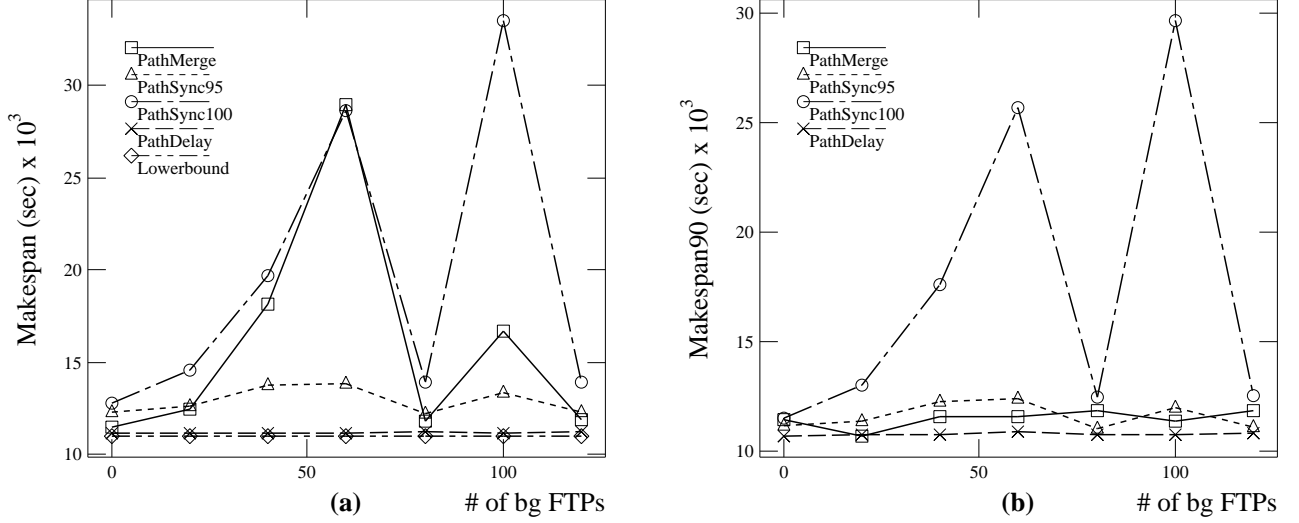 Makespan (sec) x 10^3
30
25
20
15
10
PathMerge
PathSync95
PathSync100
PathDelay
Lowerbound
0
50
100
(a)
# of bg FTPs
Makespan90 (sec) x 10^3
30
25
20
15
10
PathMerge
PathSync95
PathSync100
PathDelay
0
50
100
(b)
# of bg FTPs